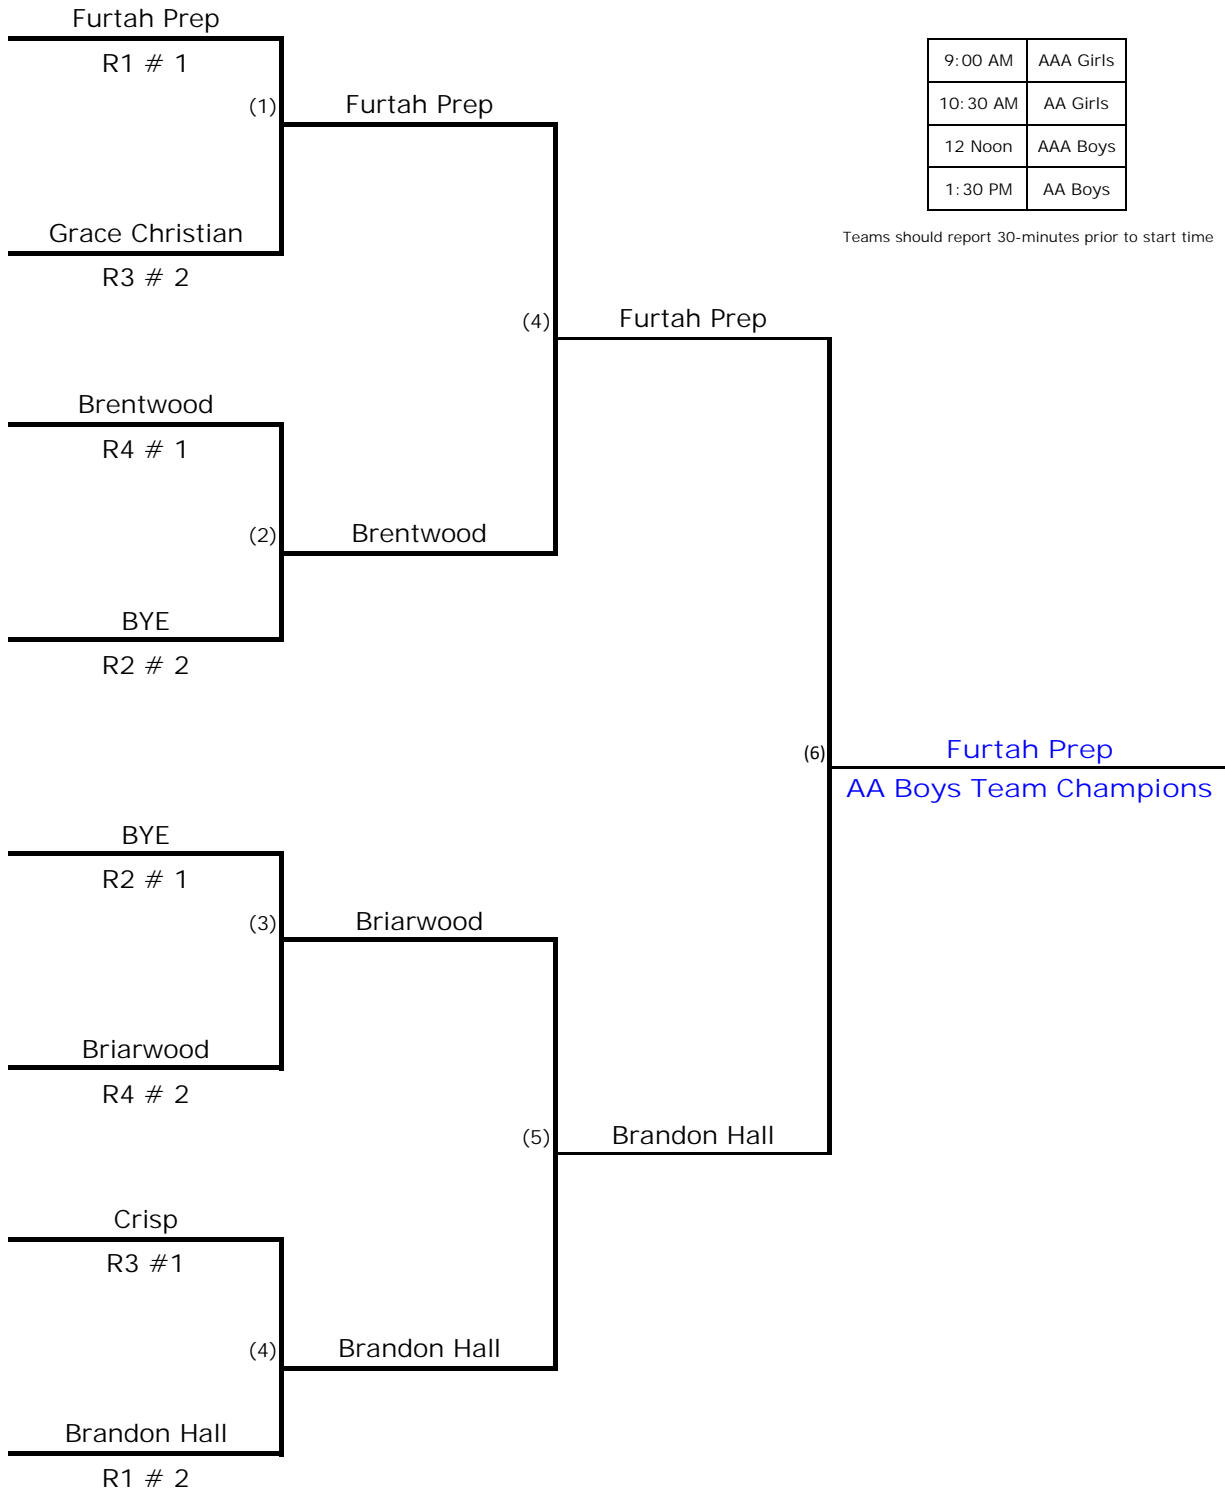 Furtah Prep
R1 # 1
(1)
Furtah Prep
Grace Christian
R3 # 2
9:00 AM AAA Girls
10:30 AM AA Girls
12 Noon AAA Boys
1:30 PM AA Boys
Teams should report 30-minutes prior to start time
(4)
Furtah Prep
Brentwood
R4 # 1
(2)
Brentwood
BYE
R2 # 2
(6)
Furtah Prep
AA Boys Team Champions
BYE
R2 # 1
(3)
Briarwood
Briarwood
R4 # 2
(5)
Brandon Hall
Crisp
R3 #1
(4)
Brandon Hall
Brandon Hall
R1 # 2